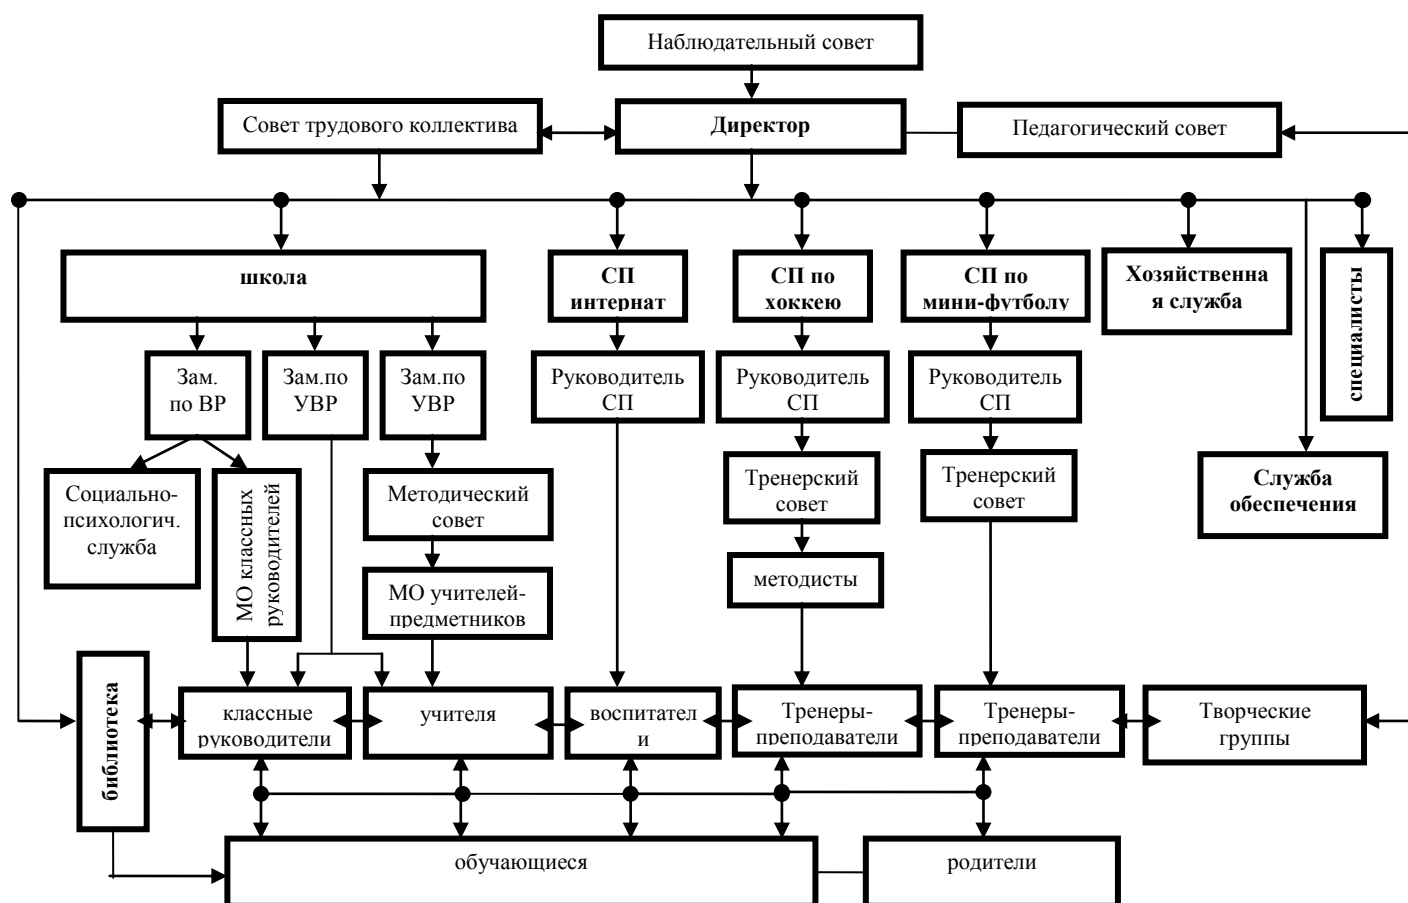 Наблюдательный совет
Совет трудового коллектива
Директор
Педагогический совет
школа
СП
интернат
СП по
хоккею
СП по
мини-футболу
Хозяйственна
я служба
специалисты
Зам.
по ВР
Зам.по
УВР
Зам.по
УВР
Руководитель
СП
Руководитель
СП
Руководитель
СП
Социально-
психологич.
служба
МО классных
руководителей
Методический
совет
Тренерский
совет
Тренерский
совет
Служба
обеспечения
МО учителей-
предметников
методисты
библиотека
классные
руководители
учителя
воспитател
и
Тренеры-
преподаватели
Тренеры-
преподаватели
Творческие
группы
обучающиеся
родители